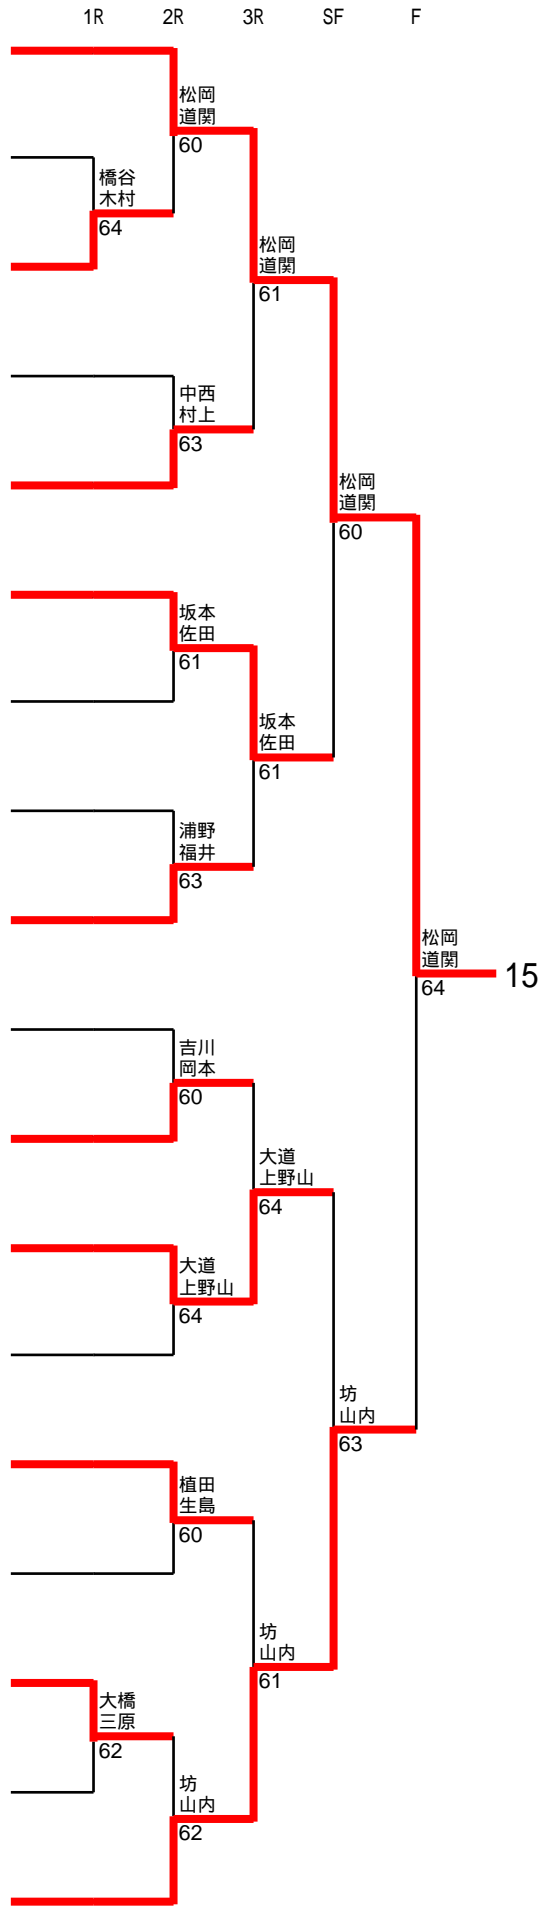 1R 2R 3R SF F
松岡
道関
60
橋谷
木村
64
松岡
道関
61
中西
村上
63
松岡
道関
60
坂本
佐田
61
坂本
佐田
61
浦野
福井
63
松岡
道関
64
15
吉川
岡本
60
大道
上野山
64
大道
上野山
64
坊
山内
63
植田
生島
60
坊
山内
61
大橋
三原
62
坊
山内
62